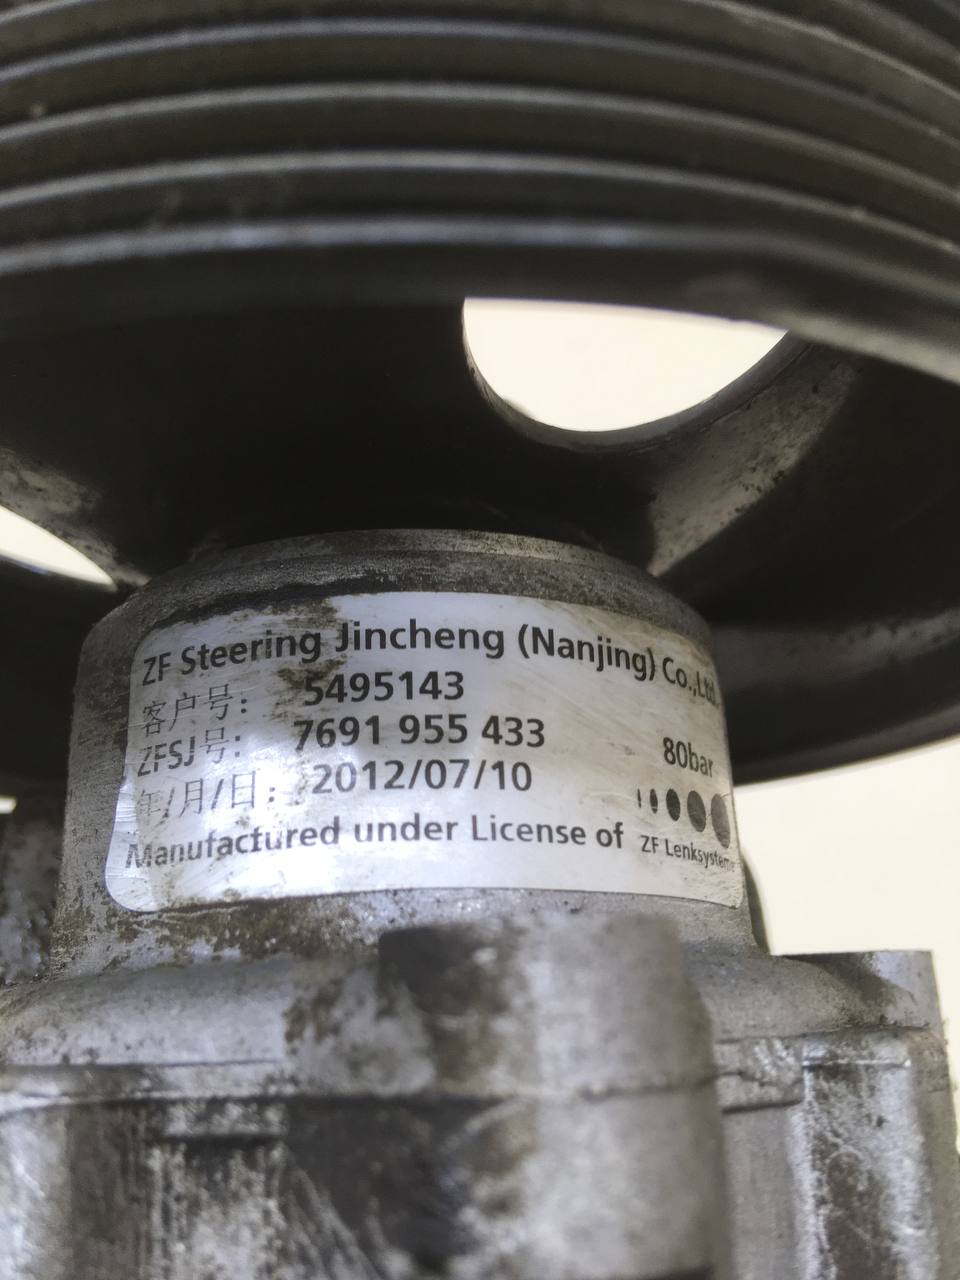 ZF Steering Jincheng (Nanjing) Co.,Ltd
客户号: 5495143
ZFSJ号: 7691 955 433 80bar
年/月/日: 2012/07/10
Manufactured under License of ZF Lenksysteme